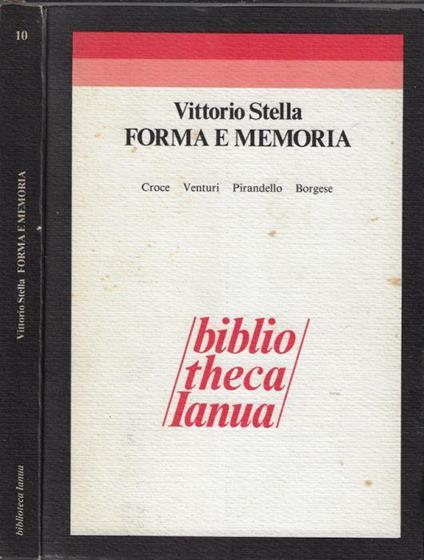 10
Vittorio Stella FORMA E MEMORIA
biblioteca Ianua
Vittorio Stella
FORMA E MEMORIA
Croce Venturi Pirandello Borgese
/biblio/
/theca/
/Ianua/